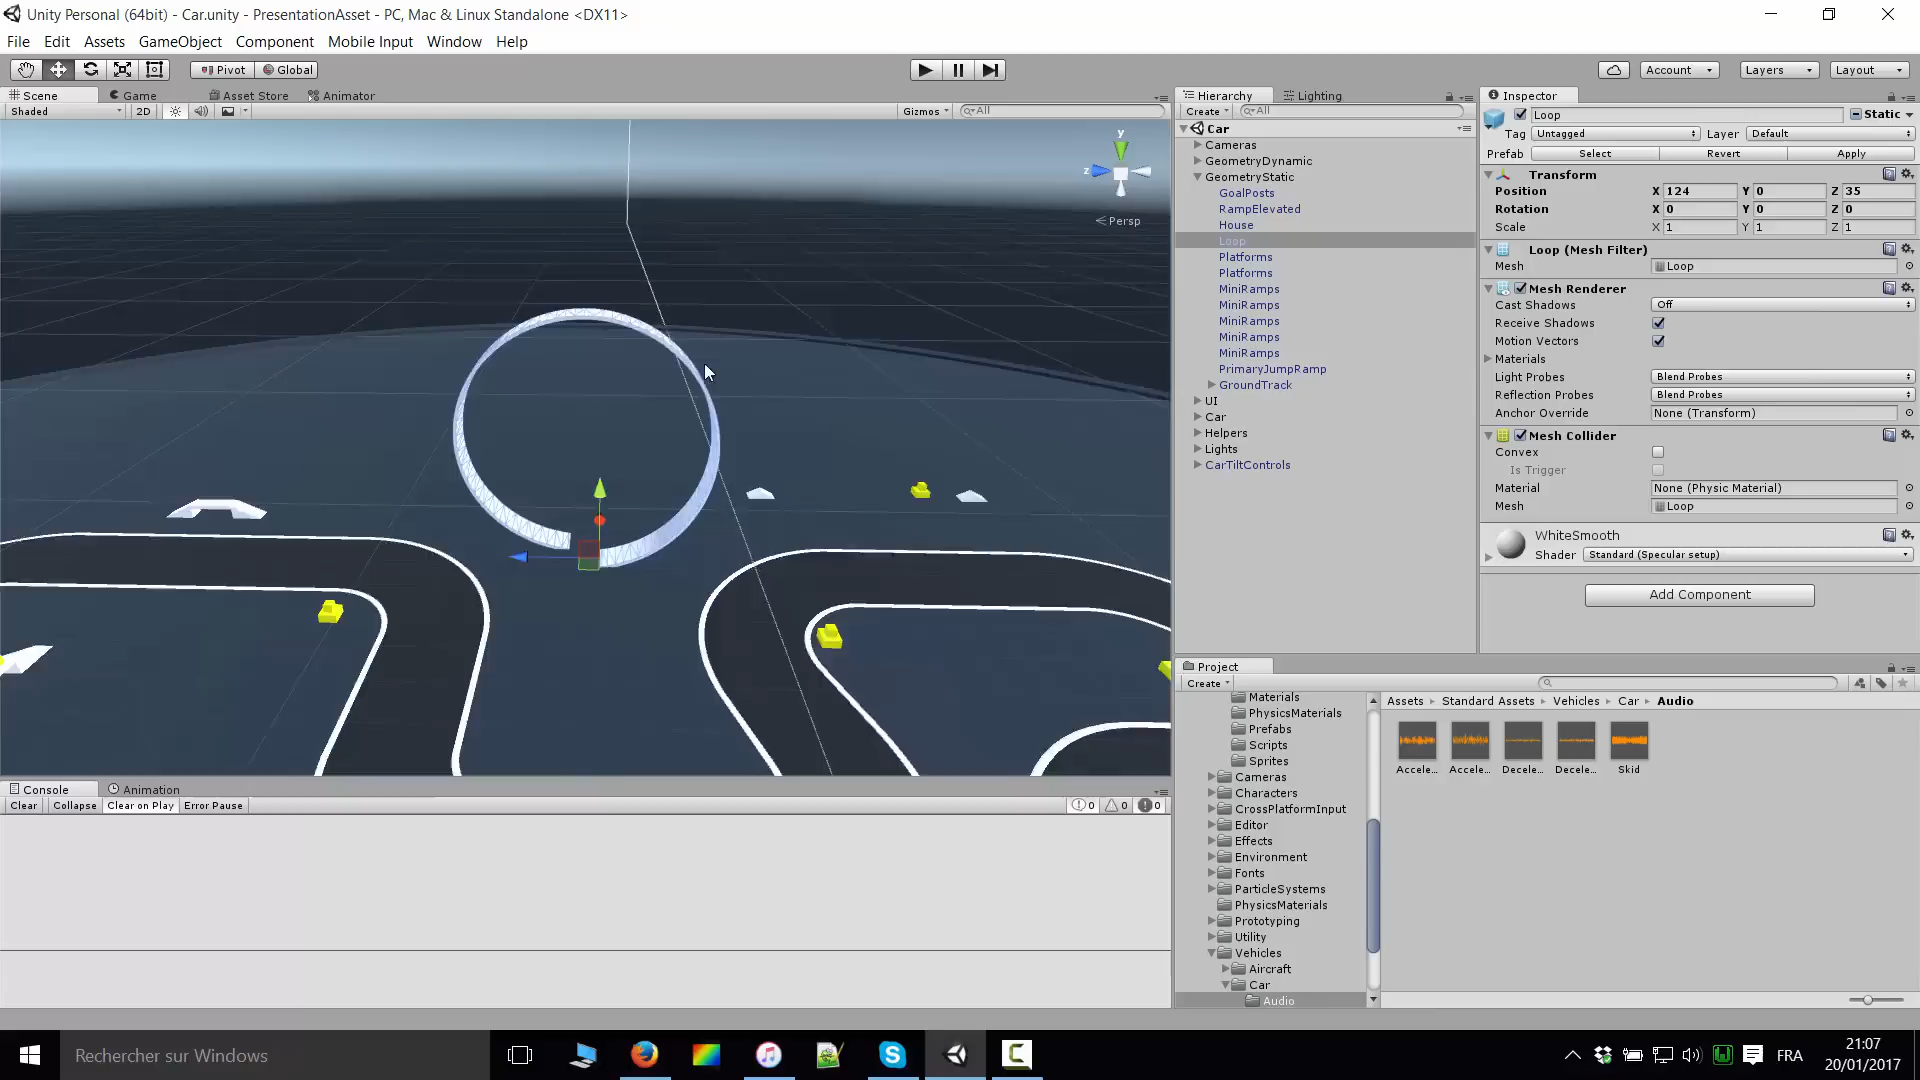 Unity Personal (64bit) - Car.unity - PresentationAsset - PC, Mac & Linux Standalone <DX11>
File Edit Assets GameObject Component Mobile Input Window Help
Pivot Global Account Layers Layout
Scene Game Asset Store Animator
Shaded 2D Gizmos All
y
z
Persp
Hierarchy Lighting
Create All
Car
Cameras
GeometryDynamic
GeometryStatic
GoalPosts
RampElevated
House
Loop
Platforms
Platforms
MiniRamps
MiniRamps
MiniRamps
MiniRamps
MiniRamps
PrimaryJumpRamp
GroundTrack
UI
Car
Helpers
Lights
CarTiltControls
Inspector
Loop Static
Tag Untagged Layer Default
Prefab Select Revert Apply
Transform
Position X 124 Y 0 Z 35
Rotation X 0 Y 0 Z 0
Scale X 1 Y 1 Z 1
Loop (Mesh Filter)
Mesh Loop
Mesh Renderer
Cast Shadows Off
Receive Shadows
Motion Vectors
Materials
Light Probes Blend Probes
Reflection Probes Blend Probes
Anchor Override None (Transform)
Mesh Collider
Convex
Is Trigger
Material None (Physic Material)
Mesh Loop
WhiteSmooth
Shader Standard (Specular setup)
Add Component
Project
Create
Materials
PhysicsMaterials
Prefabs
Scripts
Sprites
Cameras
Characters
CrossPlatformInput
Editor
Effects
Environment
Fonts
ParticleSystems
PhysicsMaterials
Prototyping
Utility
Vehicles
Aircraft
Car
Audio
Assets Standard Assets Vehicles Car Audio
Accele... Accele... Decele... Decele... Skid
Console Animation
Clear Collapse Clear on Play Error Pause 0 0 0
Rechercher sur Windows
FRA
21:07
20/01/2017